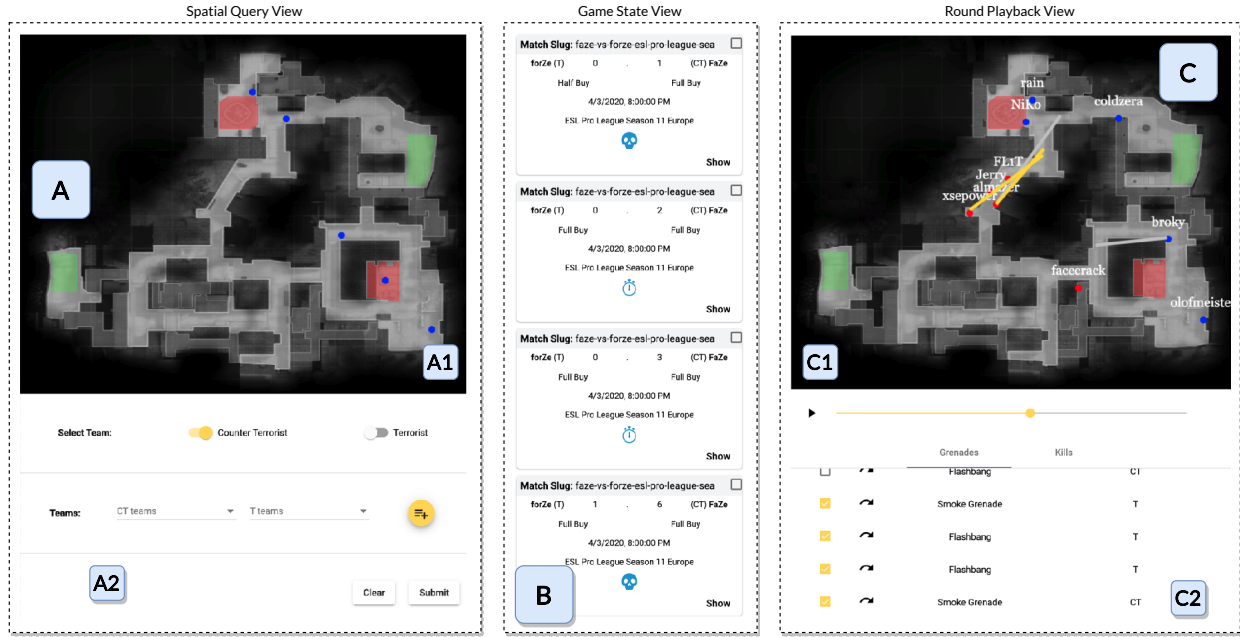 Spatial Query View
Game State View
Round Playback View
A
A1
Select Team:
Counter Terrorist
Terrorist
Teams:
CT teams
T teams
A2
Clear
Submit
Match Slug: faze-vs-forze-esl-pro-league-sea
forZe (T) 0 . 1 (CT) FaZe
Half Buy Full Buy
4/3/2020, 8:00:00 PM
ESL Pro League Season 11 Europe
Show
Match Slug: faze-vs-forze-esl-pro-league-sea
forZe (T) 0 . 2 (CT) FaZe
Full Buy Full Buy
4/3/2020, 8:00:00 PM
ESL Pro League Season 11 Europe
Show
Match Slug: faze-vs-forze-esl-pro-league-sea
forZe (T) 0 . 3 (CT) FaZe
Full Buy Full Buy
4/3/2020, 8:00:00 PM
ESL Pro League Season 11 Europe
Show
Match Slug: faze-vs-forze-esl-pro-league-sea
forZe (T) 1 . 6 (CT) FaZe
Full Buy Full Buy
4/3/2020, 8:00:00 PM
ESL Pro League Season 11 Europe
Show
B
C
rain
NiKo
coldzera
FL1T
Jerry
almazer
xsepower
broky
facecrack
olofmeiste
C1
Grenades Kills
Flashbang CT
Smoke Grenade T
Flashbang T
Flashbang T
Smoke Grenade CT
C2